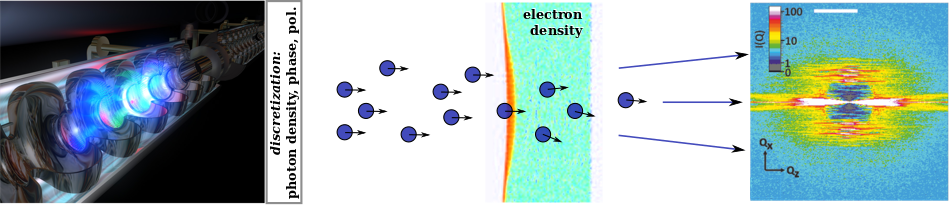 discretization:
photon density, phase, pol.
electron
density
I(Q)
100
10
1
0
Qx
Qz